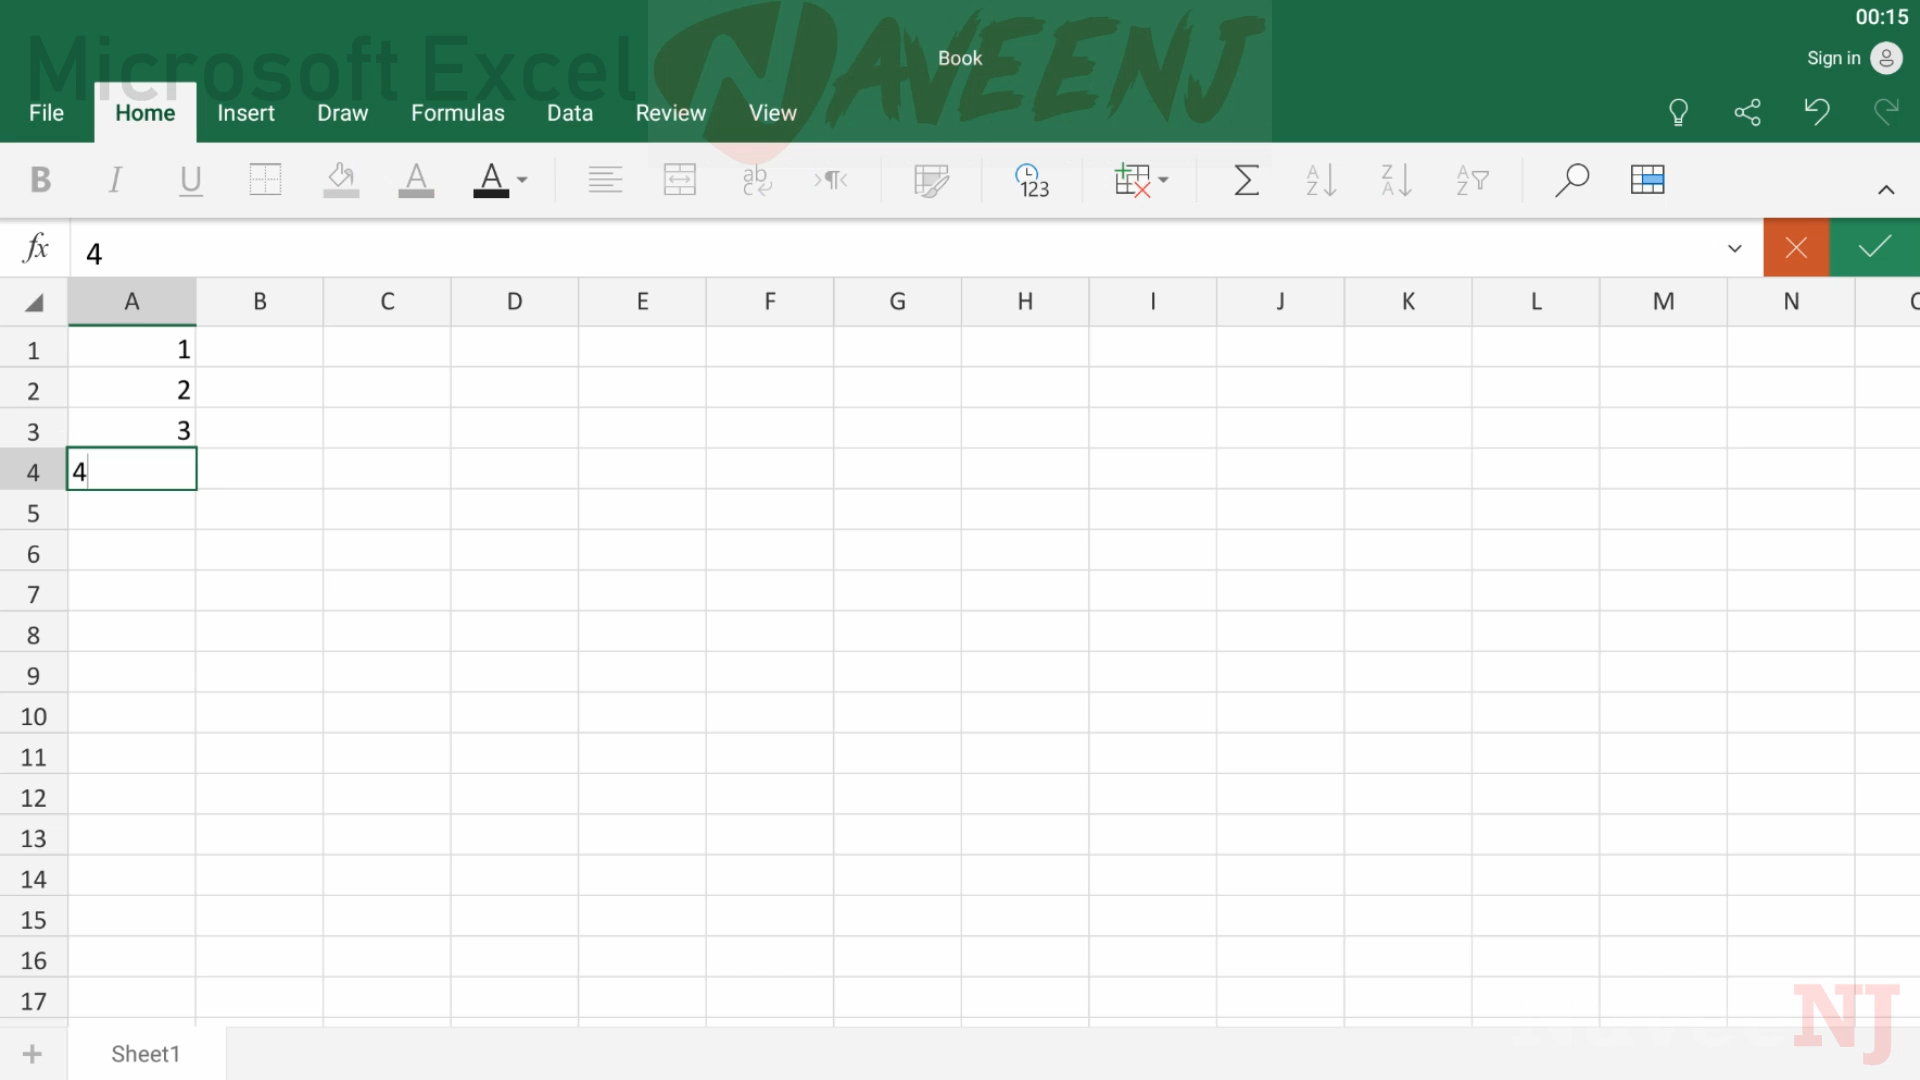 00:15
Microsoft Excel NAVEENJ
Book
Sign in
File Home Insert Draw Formulas Data Review View
B I U A A ab c 123 Σ A Z Z A A Z
fx 4
A B C D E F G H I J K L M N
1 1
2 2
3 3
4 4
5
6
7
8
9
10
11
12
13
14
15
16
17
NJ
+ Sheet1